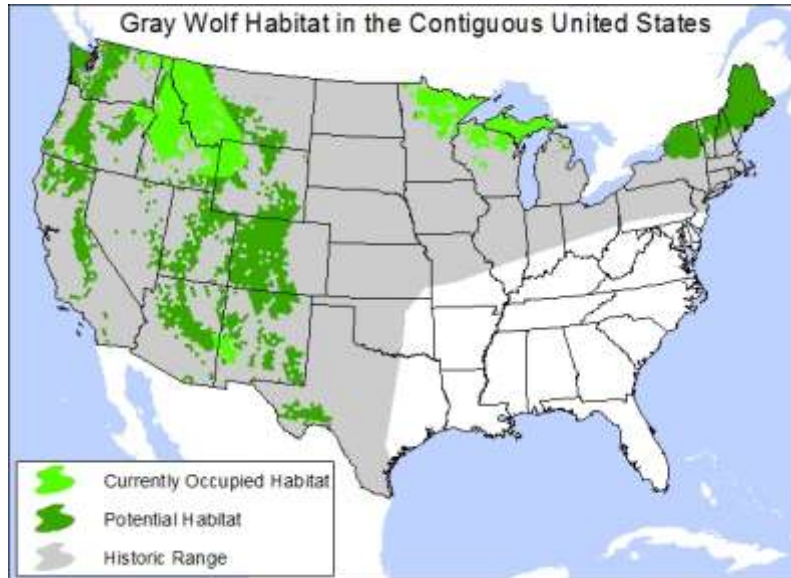 Gray Wolf Habitat in the Contiguous United States
Currently Occupied Habitat
Potential Habitat
Historic Range